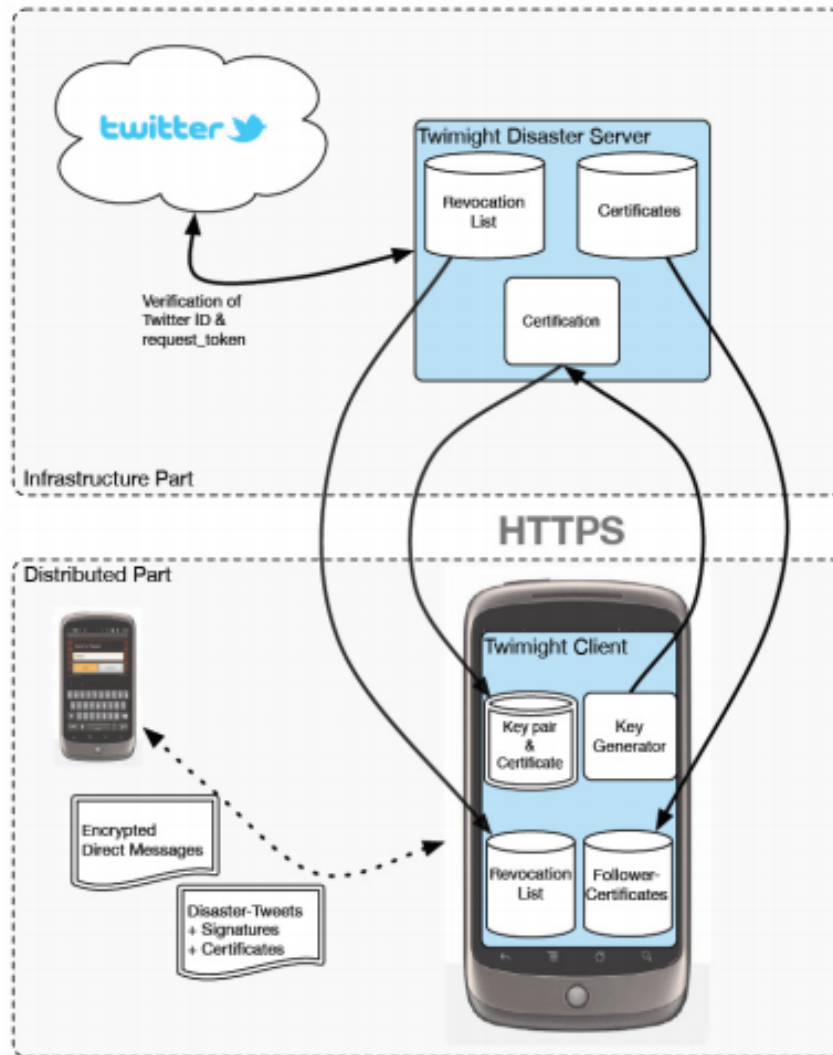 twitter
Twimight Disaster Server
Revocation
List
Certificates
Certification
Verification of
Twitter ID &
request_token
Infrastructure Part
HTTPS
Distributed Part
Twimight Client
Key pair
&
Certificate
Key
Generator
Encrypted
Direct Messages
Revocation
List
Follower-
Certificates
Disaster-Tweets
+ Signatures
+ Certificates